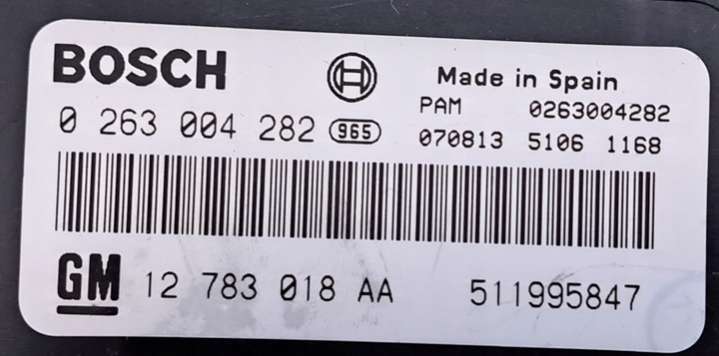 BOSCH
Made in Spain
PAM 0263004282
0 263 004 282 965
070813 5106 1168
GM 12 783 018 AA 511995847